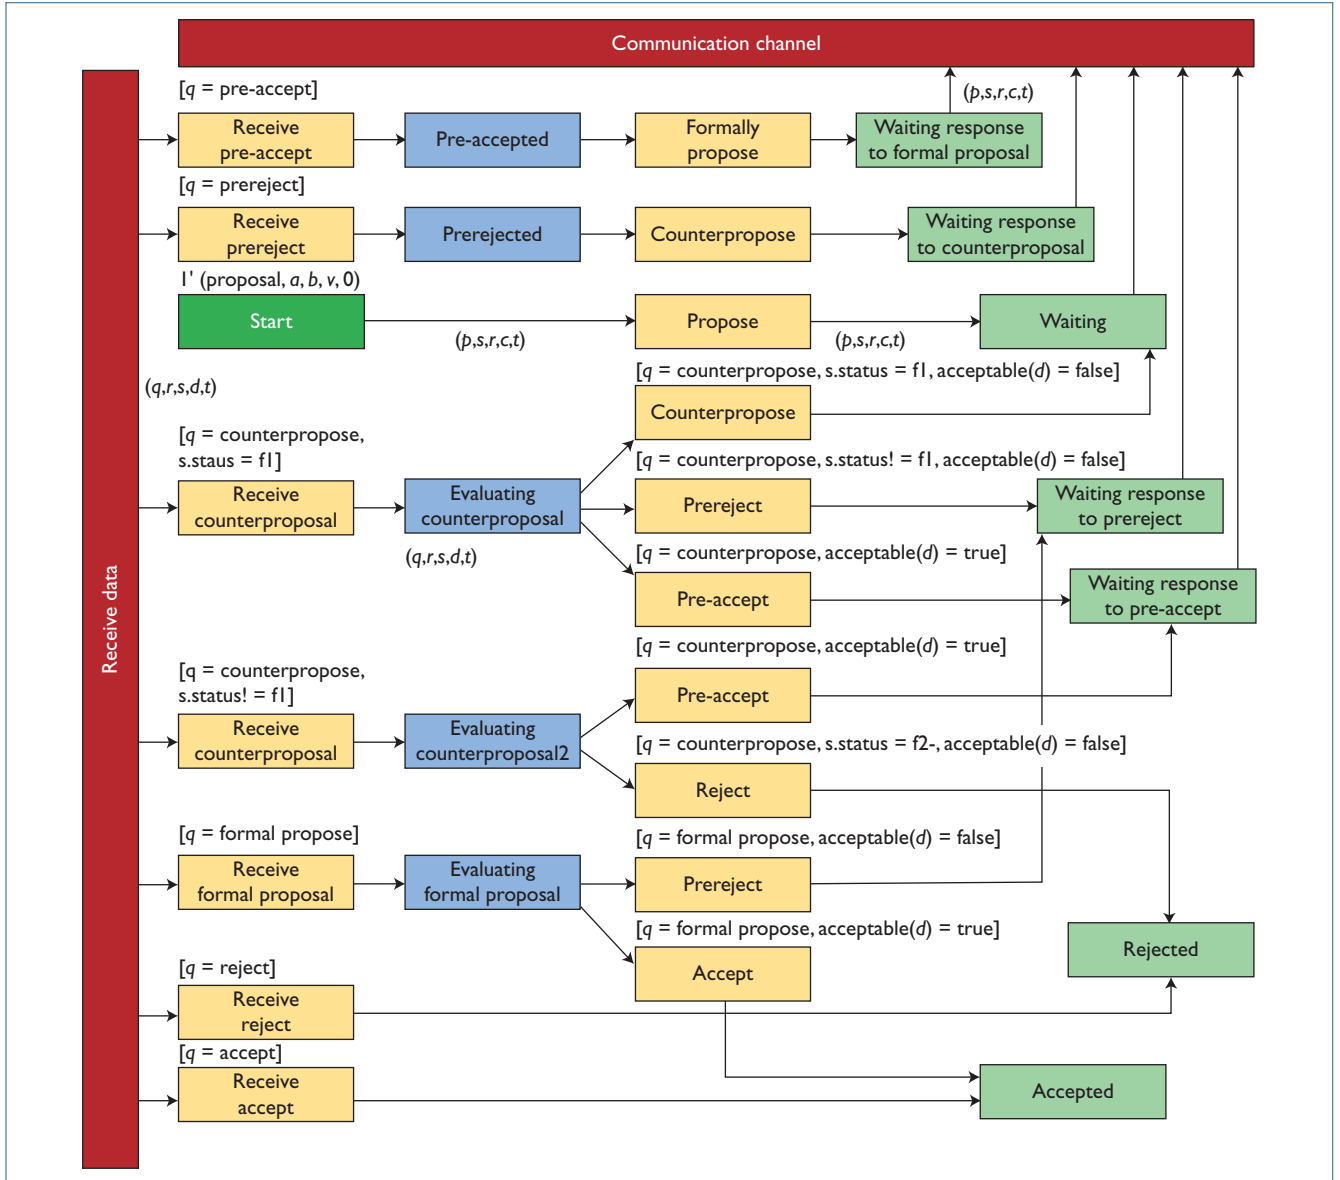 Communication channel
Receive data
[q = pre-accept]
Receive
pre-accept
Pre-accepted
Formally
propose
Waiting response
to formal proposal
(p,s,r,c,t)
[q = prereject]
Receive
prereject
Prerejected
Counterpropose
Waiting response
to counterproposal
1' (proposal, a, b, v, 0)
Start
(p,s,r,c,t)
Propose
(p,s,r,c,t)
Waiting
(q,r,s,d,t)
[q = counterpropose, s.status = f1, acceptable(d) = false]
Counterpropose
[q = counterpropose,
s.staus = f1]
Receive
counterproposal
Evaluating
counterproposal
(q,r,s,d,t)
[q = counterpropose, s.status! = f1, acceptable(d) = false]
Prereject
Waiting response
to prereject
[q = counterpropose, acceptable(d) = true]
Pre-accept
Waiting response
to pre-accept
[q = counterpropose, acceptable(d) = true]
Pre-accept
[q = counterpropose,
s.status! = f1]
Receive
counterproposal
Evaluating
counterproposal2
[q = counterpropose, s.status = f2-, acceptable(d) = false]
Reject
[q = formal propose]
Receive
formal proposal
Evaluating
formal proposal
[q = formal propose, acceptable(d) = false]
Prereject
[q = formal propose, acceptable(d) = true]
Accept
Rejected
[q = reject]
Receive
reject
[q = accept]
Receive
accept
Accepted